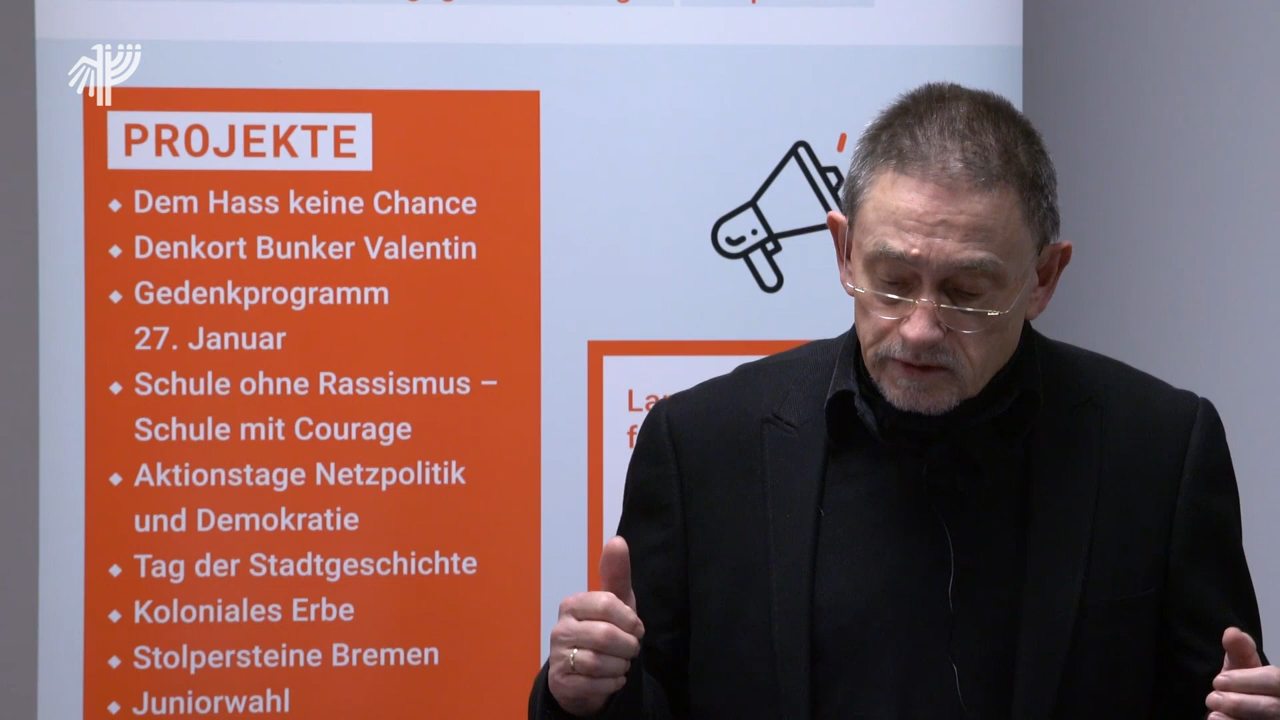 PROJEKTE
Dem Hass keine Chance
Denkort Bunker Valentin
Gedenkprogramm
27. Januar
Schule ohne Rassismus –
Schule mit Courage
Aktionstage Netzpolitik
und Demokratie
Tag der Stadtgeschichte
Koloniales Erbe
Stolpersteine Bremen
Juniorwahl